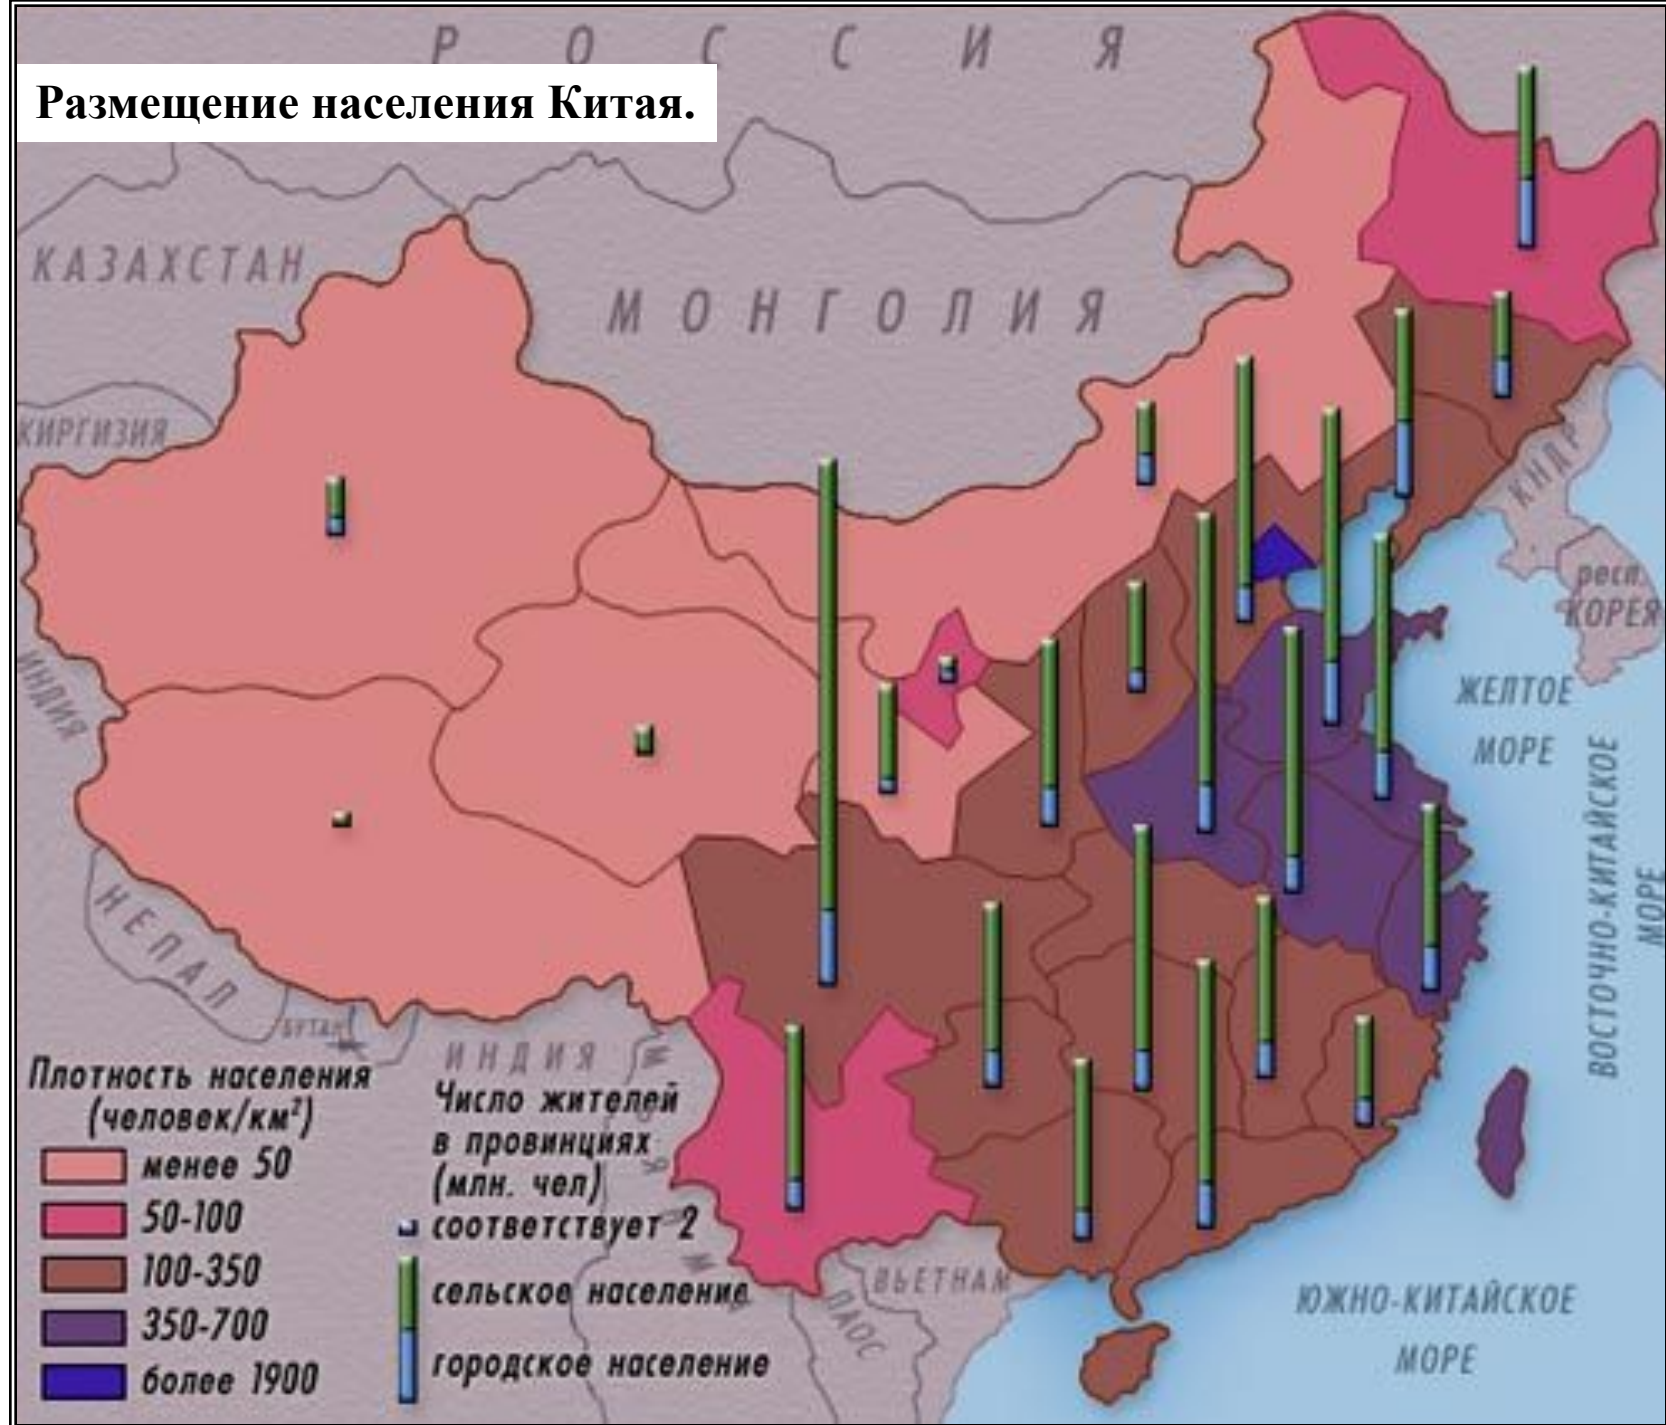 Р О С С И Я
Размещение населения Китая.
КАЗАХСТАН
МОНГОЛИЯ
КИРГИЗИЯ
КНДР
респ.
КОРЕЯ
ИНДИЯ
ЖЕЛТОЕ
МОРЕ
ВОСТОЧНО-КИТАЙСКОЕ
МОРЕ
НЕПАЛ
БУТАН
ИНДИЯ
Плотность населения
(человек/км²)
менее 50
50-100
100-350
350-700
более 1900
Число жителей
в провинциях
(млн. чел)
соответствует 2
сельское население
городское население
ВЬЕТНАМ
ЛАОС
ЮЖНО-КИТАЙСКОЕ
МОРЕ